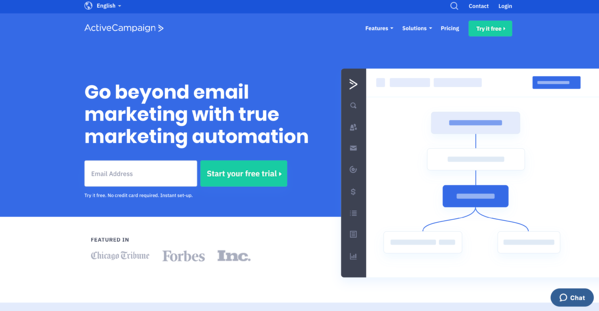 English
Contact
Login
ActiveCampaign
Features
Solutions
Pricing
Try it free
Go beyond email
marketing with true
marketing automation
Email Address
Start your free trial
Try it free. No credit card required. Instant set-up.
FEATURED IN
Chicago Tribune
Forbes
Inc.
$
Chat